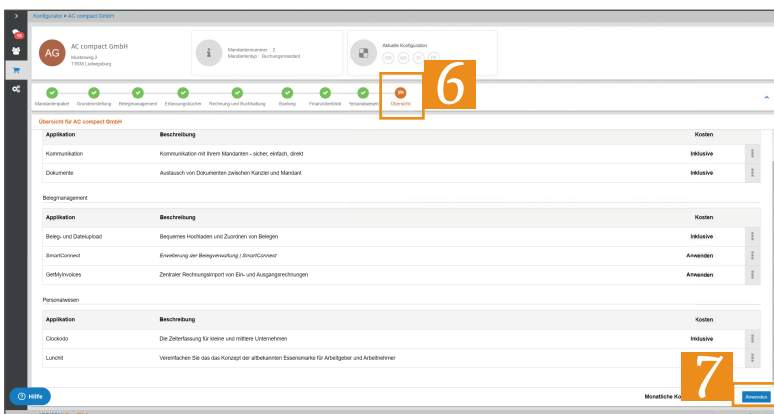 Konfigurator > AC compact GmbH
AG
AC compact GmbH
Musterweg 2
71638 Ludwigsburg
Mandantennummer : 2
Mandantentyp : Buchungsmandant
Aktuelle Konfiguration
6
Mandantenpaket Grundeinstellung Belegmanagement Erfassungsbücher Rechnung und Buchhaltung Banking Finanzüberblick Personalwesen Übersicht
Übersicht für AC compact GmbH
Applikation Beschreibung Kosten
Kommunikation Kommunikation mit Ihrem Mandanten - sicher, einfach, direkt Inklusive
Dokumente Austausch von Dokumenten zwischen Kanzlei und Mandant Inklusive
Belegmanagement
Applikation Beschreibung Kosten
Beleg- und Dateiupload Bequemes Hochladen und Zuordnen von Belegen Inklusive
SmartConnect Erweiterung der Belegverwaltung | SmartConnect Anwenden
GetMyInvoices Zentraler Rechnungsimport von Ein- und Ausgangsrechnungen Anwenden
Personalwesen
Applikation Beschreibung Kosten
Clockodo Die Zeiterfassung für kleine und mittlere Unternehmen Inklusive
Lunchit Vereinfachen Sie das das Konzept der altbekannten Essensmarke für Arbeitgeber und Arbeitnehmer
7
Hilfe
Monatliche Anwenden